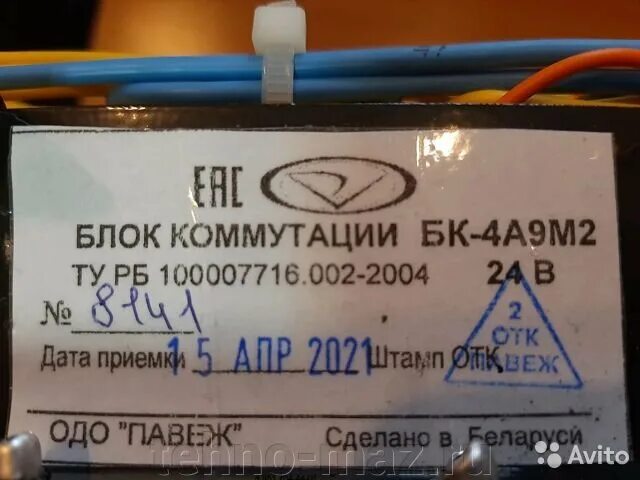 EAC
БЛОК КОММУТАЦИИ БК-4А9М2
ТУ РБ 100007716.002-2004 24 В
№ 8141
Дата приемки 15 АПР 2021 Штамп ОТК
2
ОТК
ПАВЕЖ
ОДО "ПАВЕЖ" Сделано в Беларуси
tehno-maz.ru
Avito